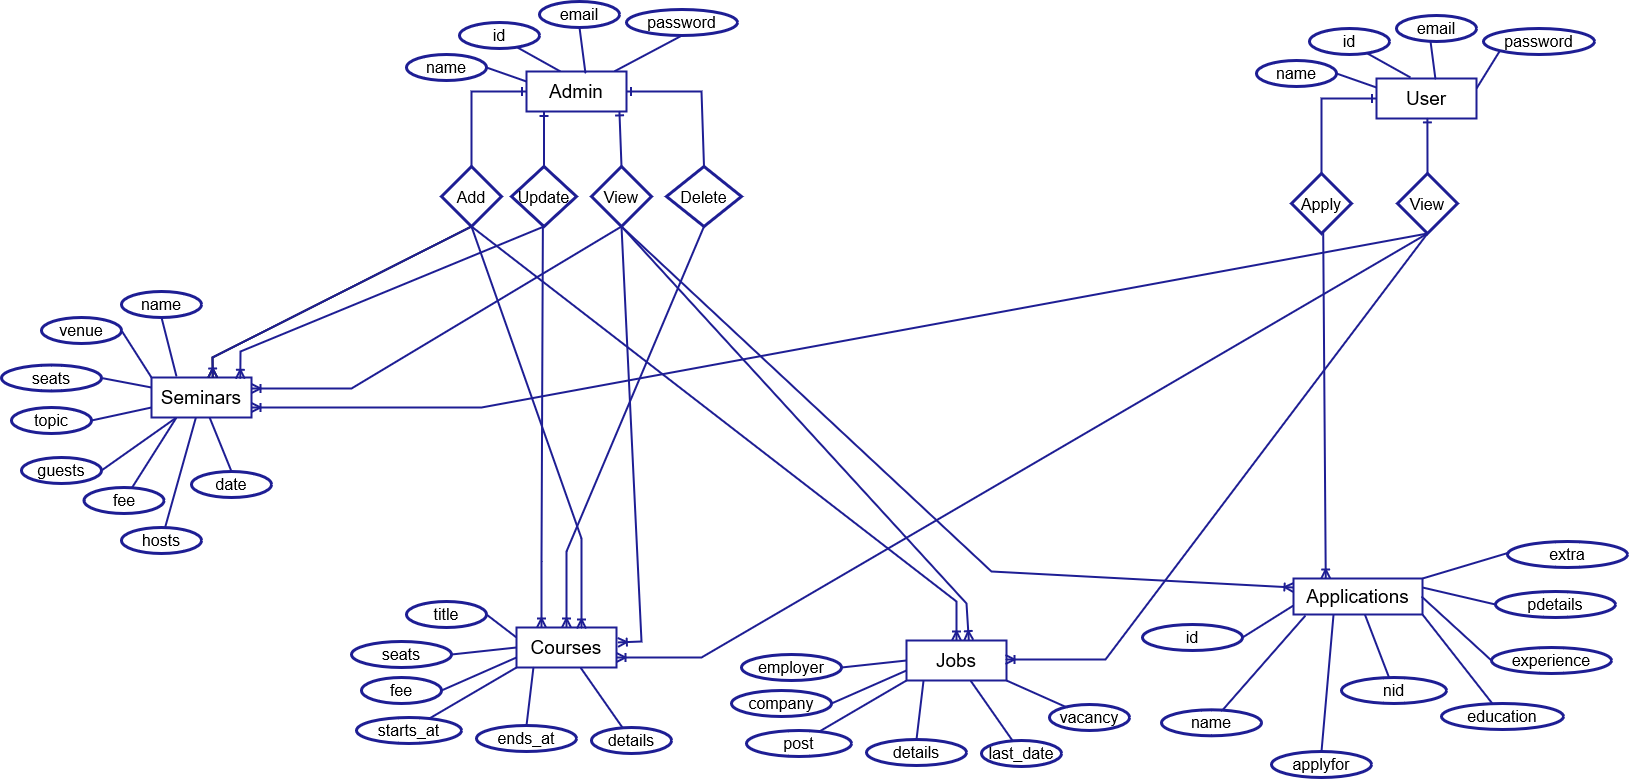 email
password
id
name
Admin
email
id
password
name
User
Add
Update
View
Delete
Apply
View
name
venue
seats
Seminars
topic
guests
date
fee
hosts
extra
Applications
pdetails
title
id
Courses
seats
Jobs
experience
employer
fee
nid
company
vacancy
education
name
starts_at
ends_at
details
post
details
last_date
applyfor